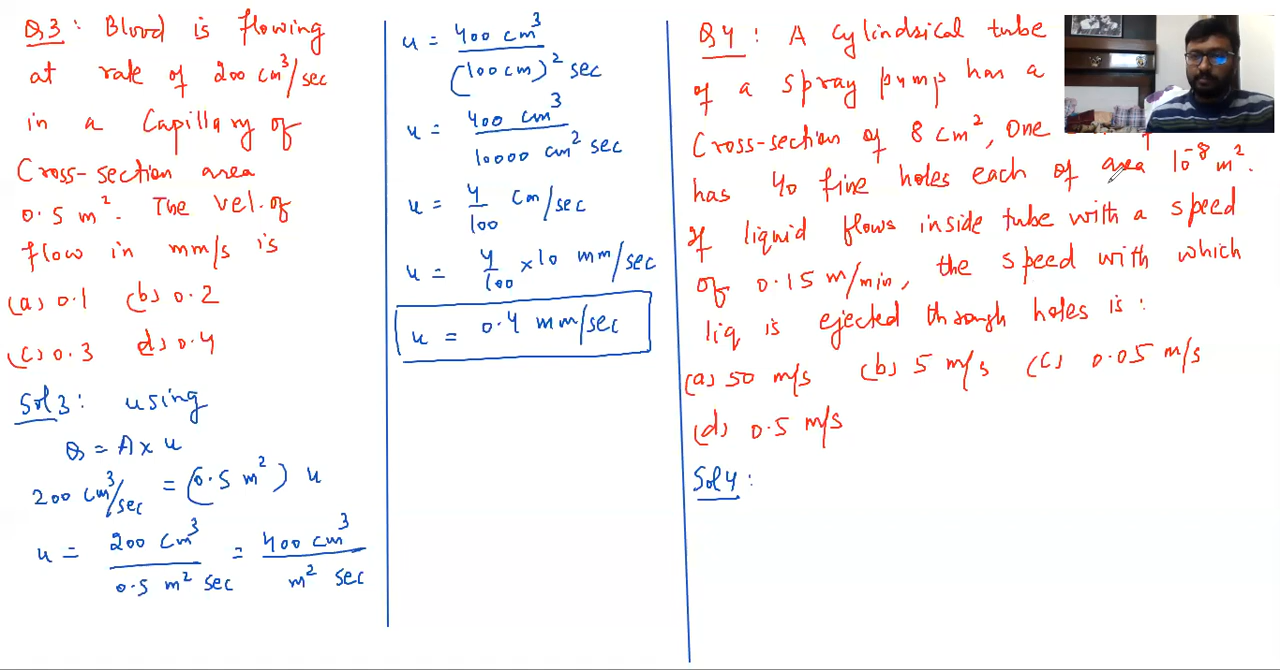 Q3: Blood is flowing
at rate of 200 cm³/sec
in a Capillary of
Cross-section area
0.5 m². The vel. of
flow in mm/s is
(a) 0.1 (b) 0.2
(c) 0.3 (d) 0.4
Sol 3: using
Q = A × u
200 cm³/sec = (0.5 m²) u
u = 200 cm³ / 0.5 m² sec = 400 cm³ / m² sec
u = 400 cm³ / (100 cm)² sec
u = 400 cm³ / 10000 cm² sec
u = 4/100 cm/sec
u = 4/100 × 10 mm/sec
u = 0.4 mm/sec
Q4: A cylindrical tube
of a spray pump has a
Cross-section of 8 cm², One
has 40 fine holes each of area 10⁻⁸ m².
If liquid flows inside tube with a speed
of 0.15 m/min, the speed with which
liq is ejected through holes is:
(a) 50 m/s (b) 5 m/s (c) 0.05 m/s
(d) 0.5 m/s
Sol 4: